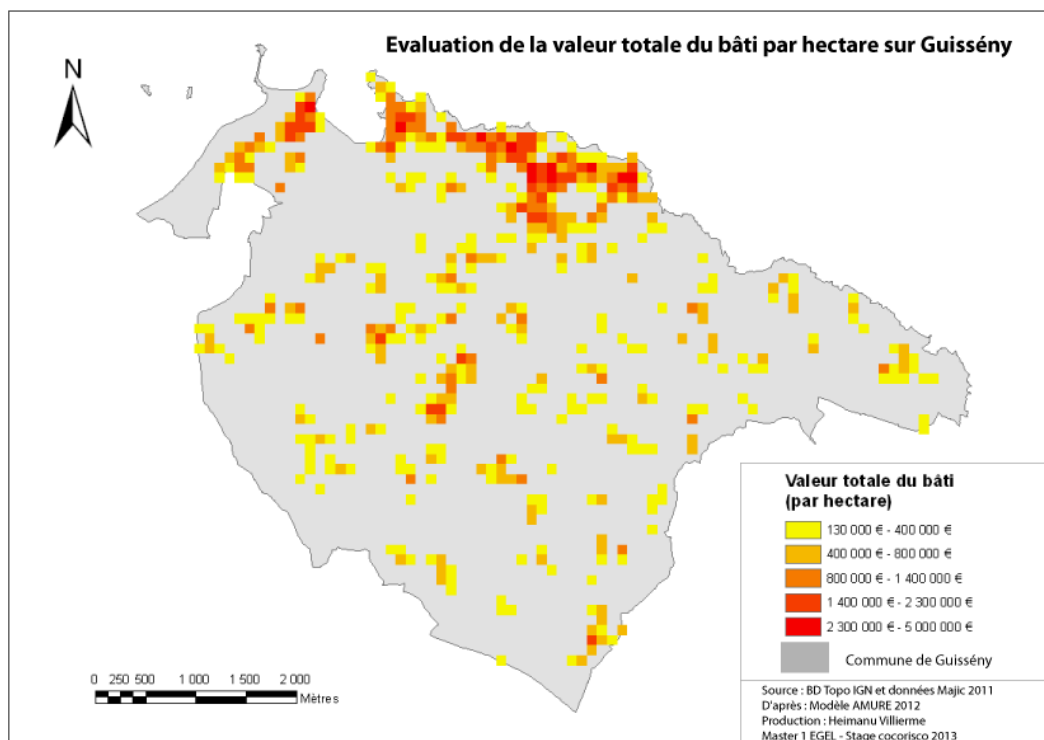 Evaluation de la valeur totale du bâti par hectare sur Guissény
N
Valeur totale du bâti
(par hectare)
130 000 € - 400 000 €
400 000 € - 800 000 €
800 000 € - 1 400 000 €
1 400 000 € - 2 300 000 €
2 300 000 € - 5 000 000 €
Commune de Guissény
0 250 500 1 000 1 500 2 000
Mètres
Source : BD Topo IGN et données Majic 2011
D'après : Modèle AMURE 2012
Production : Heimanu Villierme
Master 1 EGEL - Stage cocorisco 2013